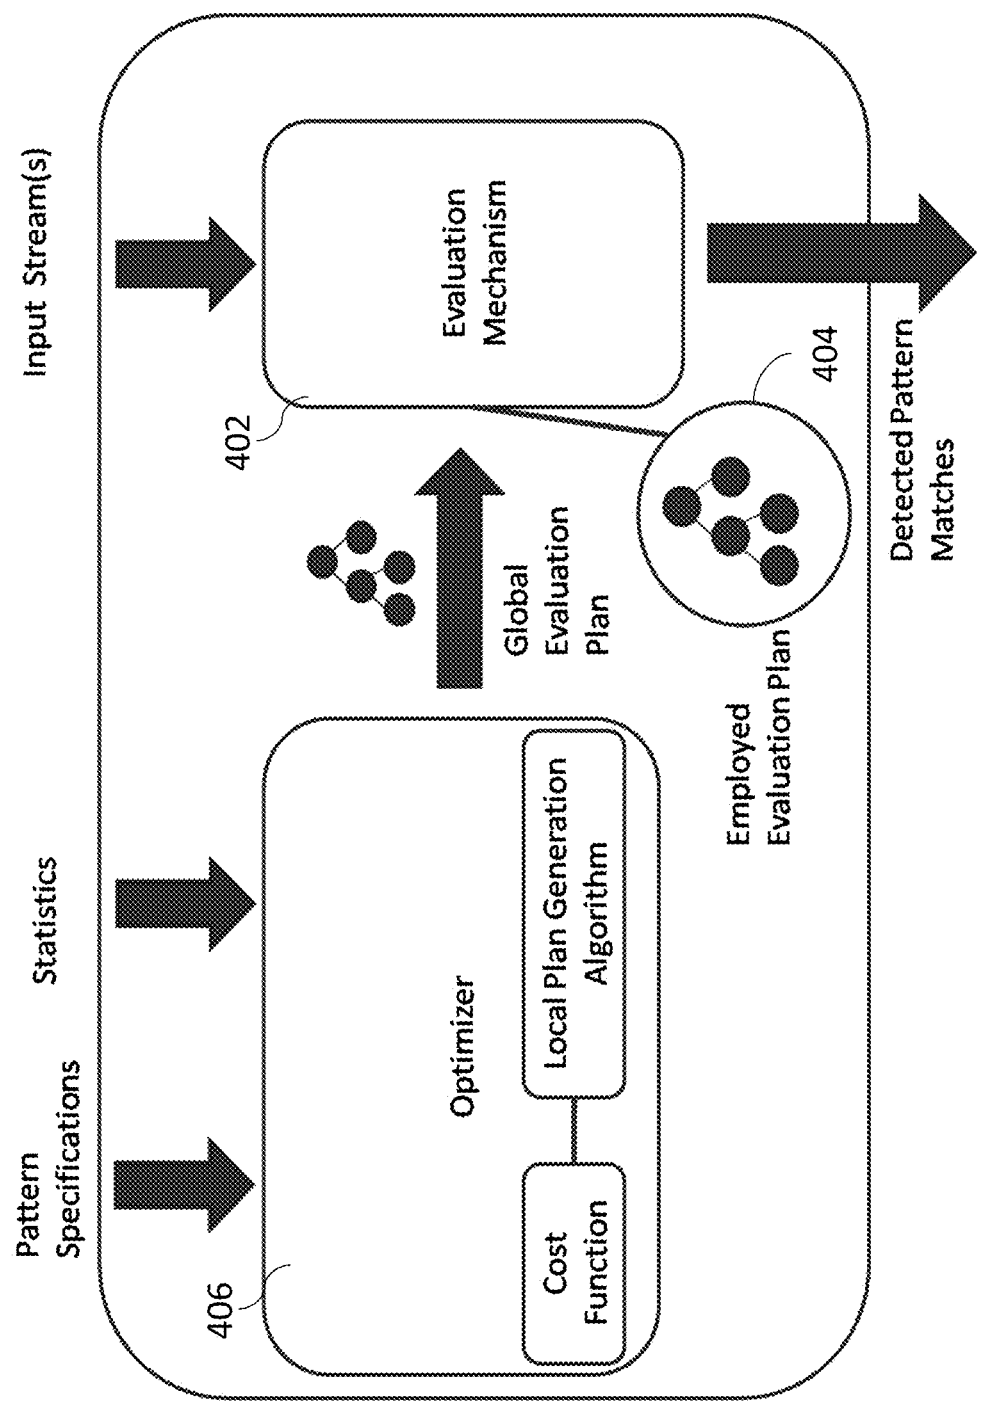 Pattern
Specifications
Statistics
Input Stream(s)
406
Optimizer
Cost
Function
Local Plan Generation
Algorithm
Global
Evaluation
Plan
402
Evaluation
Mechanism
Employed
Evaluation Plan
404
Detected Pattern
Matches